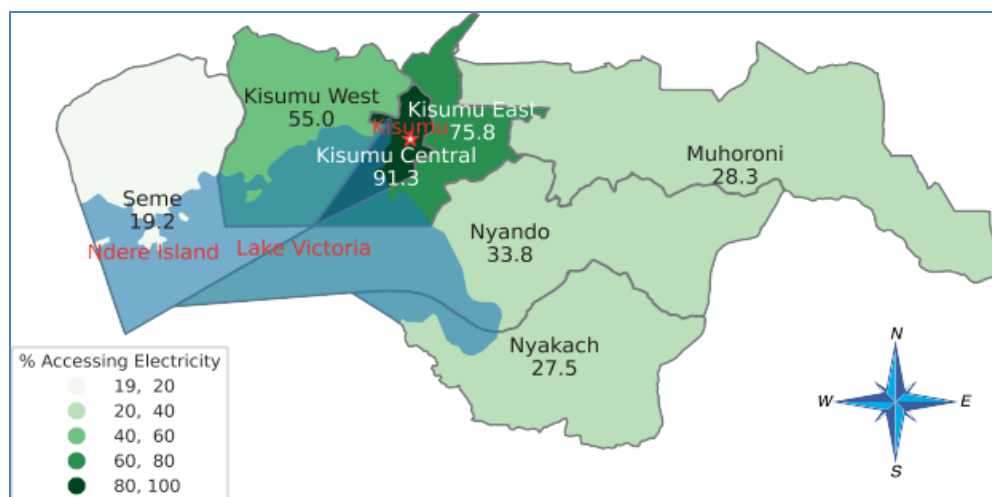 Kisumu West
55.0
Kisumu East
75.8
Kisumu
Kisumu Central
91.3
Muhoroni
28.3
Seme
19.2
Ndere Island
Lake Victoria
Nyando
33.8
Nyakach
27.5
% Accessing Electricity
19, 20
20, 40
40, 60
60, 80
80, 100
N
W
E
S